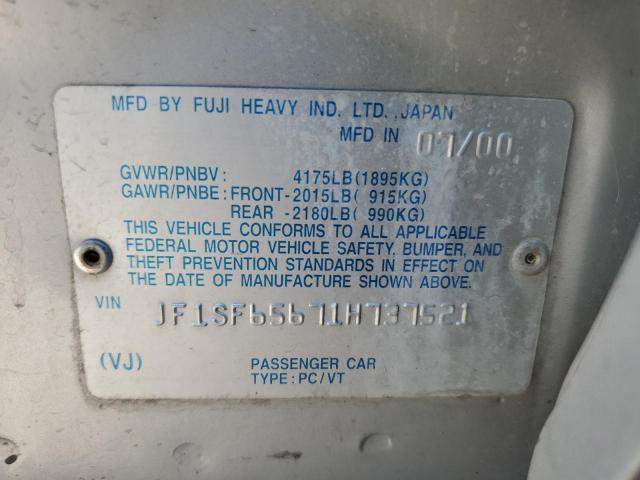 MFD BY FUJI HEAVY IND. LTD., JAPAN
MFD IN 07/00
GVWR/PNBV : 4175LB(1895KG)
GAWR/PNBE : FRONT-2015LB( 915KG)
REAR -2180LB( 990KG)
THIS VEHICLE CONFORMS TO ALL APPLICABLE
FEDERAL MOTOR VEHICLE SAFETY, BUMPER, AND
THEFT PREVENTION STANDARDS IN EFFECT ON
THE DATE OF MANUFACTURE SHOWN ABOVE.
VIN JF1SF65671H737521
(VJ) PASSENGER CAR
TYPE : PC/VT